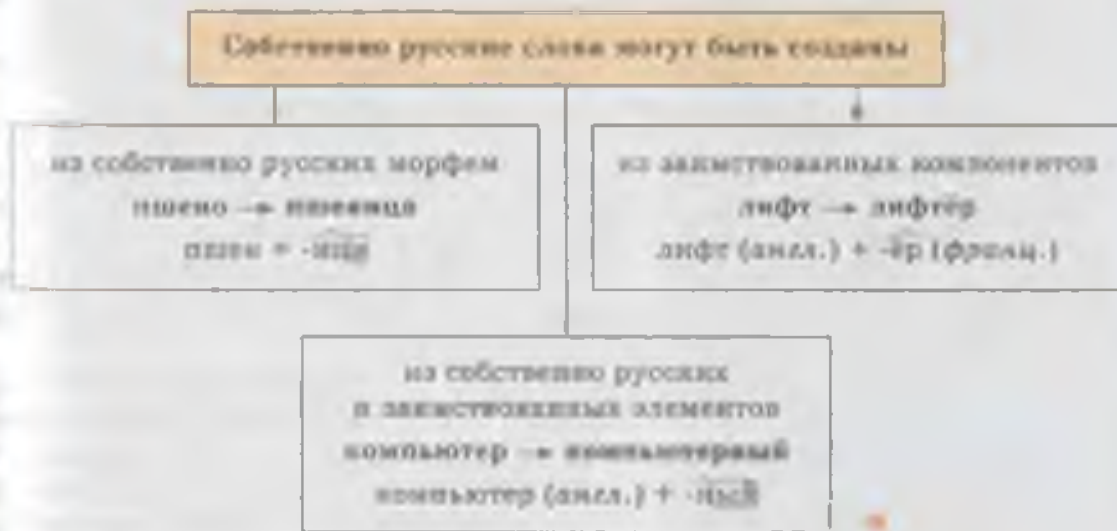 Собственно русские слова могут быть созданы
из собственно русских морфем
пшено → пшеница
пшен + -ица
из заимствованных компонентов
лифт → лифтёр
лифт (англ.) + -ёр (франц.)
из собственно русских
и заимствованных элементов
компьютер → компьютерный
компьютер (англ.) + -ный